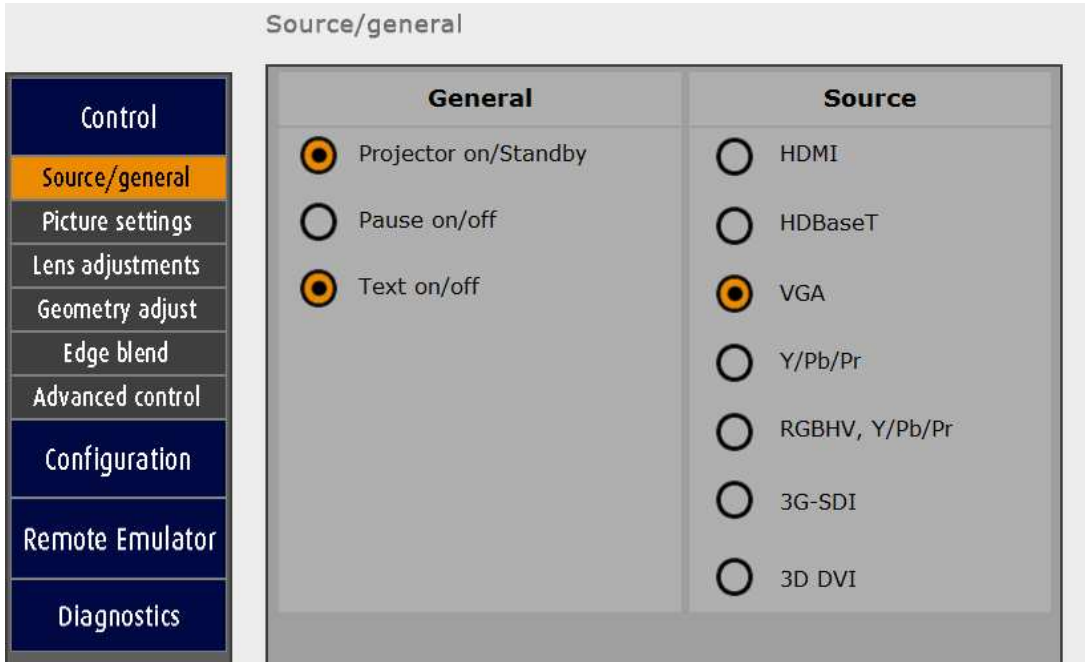 Source/general
Control
Source/general
Picture settings
Lens adjustments
Geometry adjust
Edge blend
Advanced control
Configuration
Remote Emulator
Diagnostics
General
Projector on/Standby
Pause on/off
Text on/off
Source
HDMI
HDBaseT
VGA
Y/Pb/Pr
RGBHV, Y/Pb/Pr
3G-SDI
3D DVI